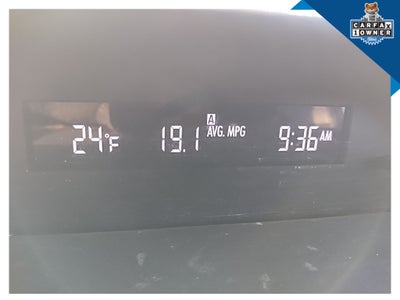 CARFAX
1 OWNER
24°F 19.1 A AVG. MPG 9:36 AM